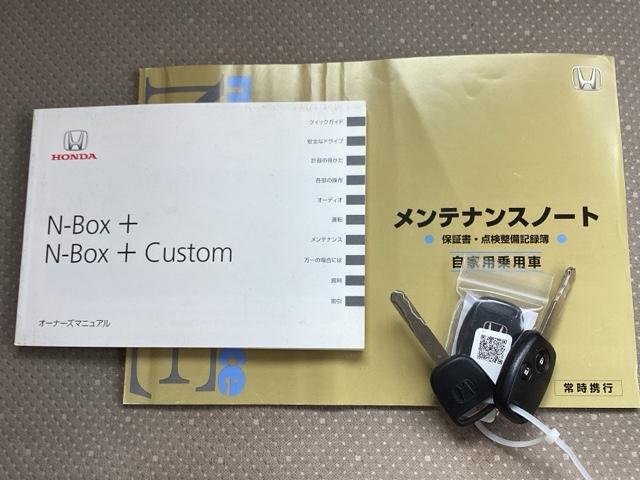 HONDA
N-Box +
N-Box + Custom
オーナーズマニュアル
クイックガイド
安全なドライブ
計器の見かた
各部の操作
オーディオ
運転
メンテナンス
万一の場合には
資料
索引
メンテナンスノート
保証書・点検整備記録簿
自家用乗用車
常時携行